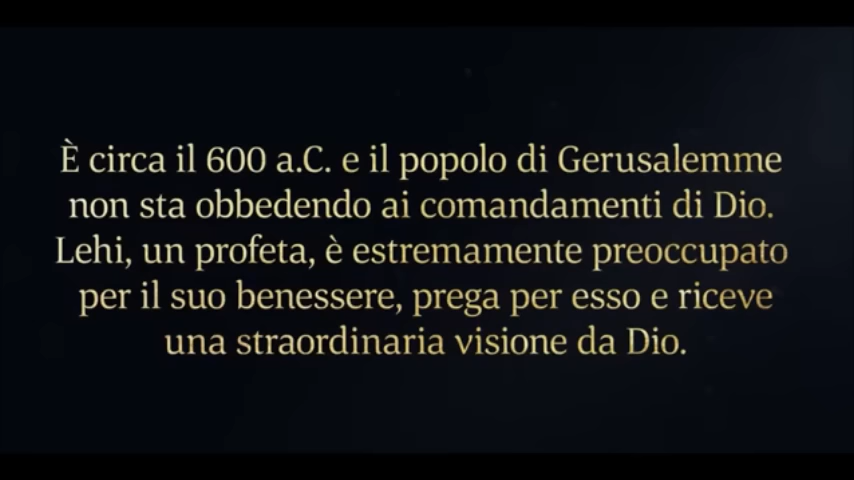 È circa il 600 a.C. e il popolo di Gerusalemme
non sta obbedendo ai comandamenti di Dio.
Lehi, un profeta, è estremamente preoccupato
per il suo benessere, prega per esso e riceve
una straordinaria visione da Dio.